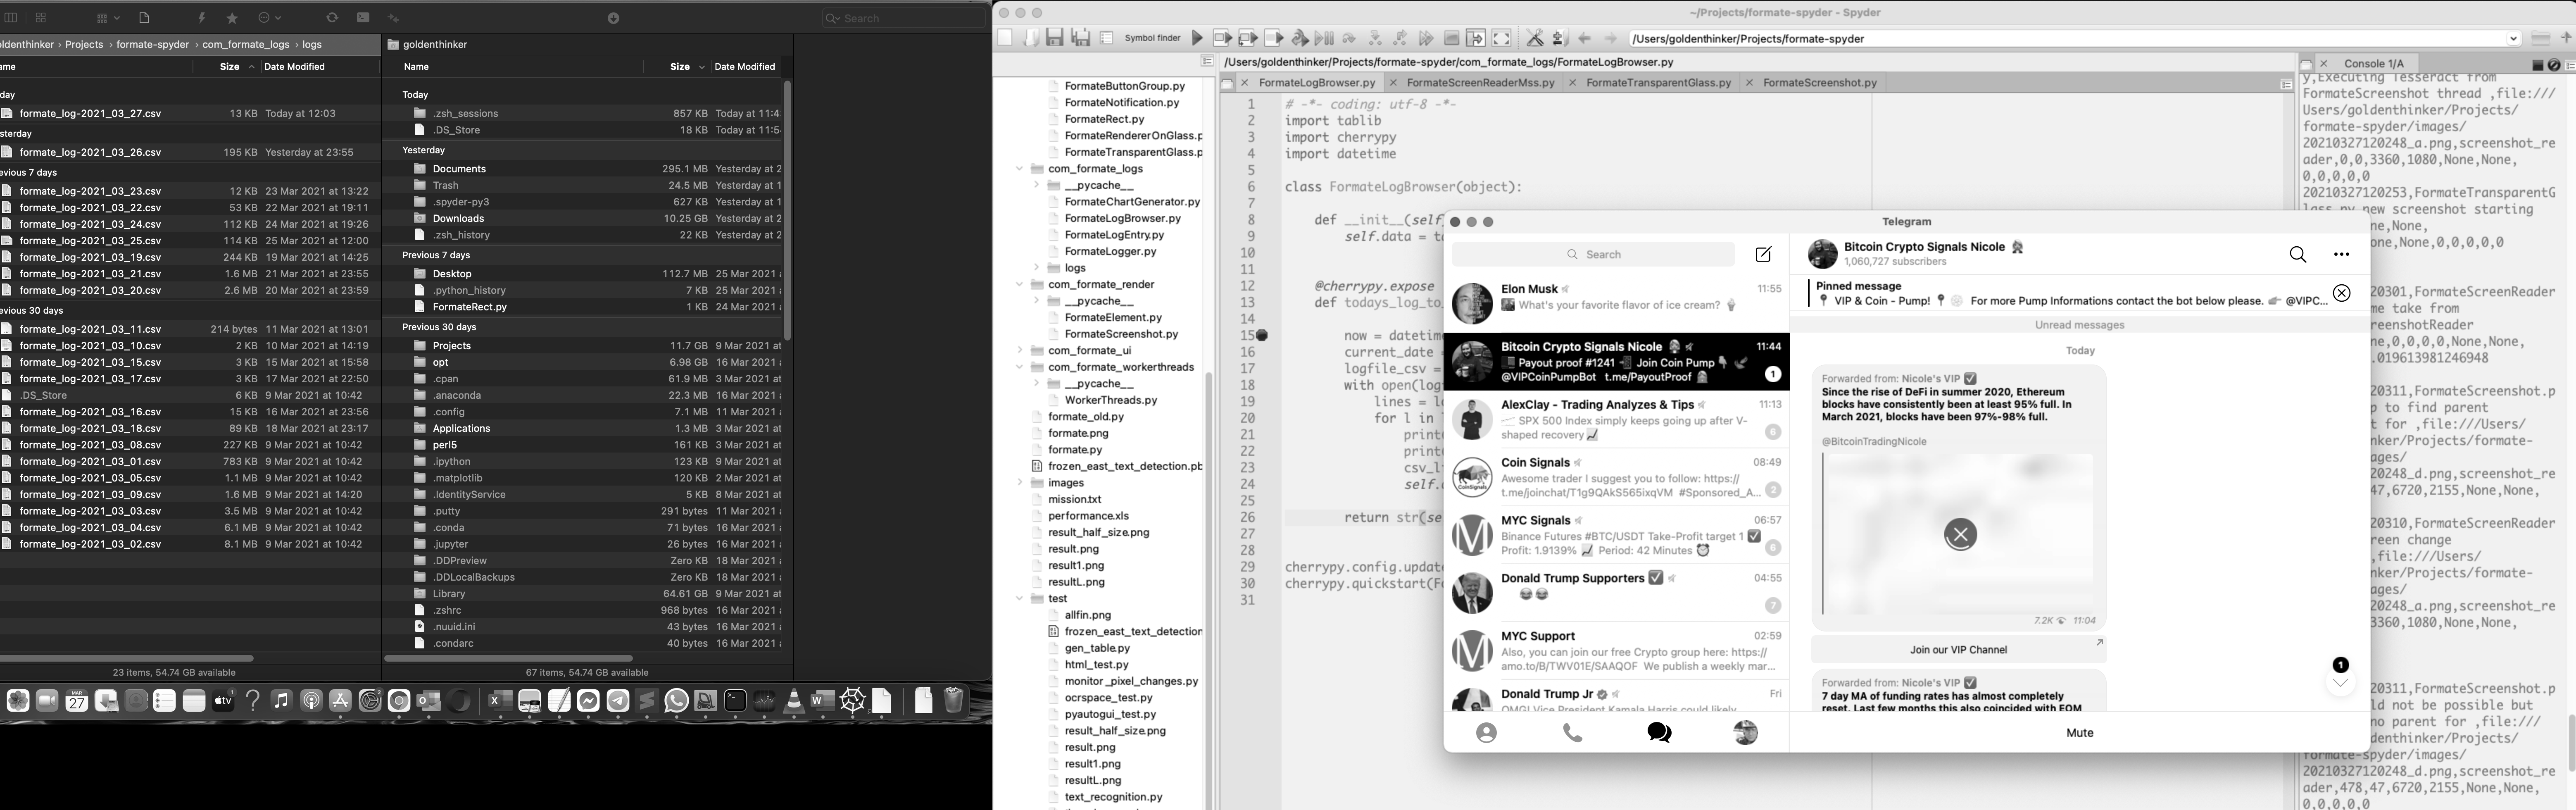 Search
oldenthinker › Projects › formate-spyder › com_formate_logs › logs
ame Size Date Modified
day
formate_log-2021_03_27.csv 13 KB Today at 12:03
sterday
formate_log-2021_03_26.csv 195 KB Yesterday at 23:55
evious 7 days
formate_log-2021_03_23.csv 12 KB 23 Mar 2021 at 13:22
formate_log-2021_03_22.csv 53 KB 22 Mar 2021 at 19:11
formate_log-2021_03_24.csv 112 KB 24 Mar 2021 at 19:26
formate_log-2021_03_25.csv 114 KB 25 Mar 2021 at 12:00
formate_log-2021_03_19.csv 244 KB 19 Mar 2021 at 14:25
formate_log-2021_03_21.csv 1.6 MB 21 Mar 2021 at 23:55
formate_log-2021_03_20.csv 2.6 MB 20 Mar 2021 at 23:59
evious 30 days
formate_log-2021_03_11.csv 214 bytes 11 Mar 2021 at 13:01
formate_log-2021_03_10.csv 2 KB 10 Mar 2021 at 14:19
formate_log-2021_03_15.csv 3 KB 15 Mar 2021 at 15:58
formate_log-2021_03_17.csv 3 KB 17 Mar 2021 at 22:50
.DS_Store 6 KB 9 Mar 2021 at 10:42
formate_log-2021_03_16.csv 15 KB 16 Mar 2021 at 23:56
formate_log-2021_03_18.csv 89 KB 18 Mar 2021 at 23:17
formate_log-2021_03_08.csv 227 KB 9 Mar 2021 at 10:42
formate_log-2021_03_01.csv 783 KB 9 Mar 2021 at 10:42
formate_log-2021_03_05.csv 1.1 MB 9 Mar 2021 at 10:42
formate_log-2021_03_09.csv 1.6 MB 9 Mar 2021 at 14:20
formate_log-2021_03_03.csv 3.5 MB 9 Mar 2021 at 10:42
formate_log-2021_03_04.csv 6.1 MB 9 Mar 2021 at 10:42
formate_log-2021_03_02.csv 8.1 MB 9 Mar 2021 at 10:42
23 items, 54.74 GB available
goldenthinker
Name Size Date Modified
Today
.zsh_sessions 857 KB Today at 11:4
.DS_Store 18 KB Today at 11:5
Yesterday
Documents 295.1 MB Yesterday at 2
Trash 24.5 MB Yesterday at 1
.spyder-py3 627 KB Yesterday at 1
Downloads 10.25 GB Yesterday at 2
.zsh_history 22 KB Yesterday at 2
Previous 7 days
Desktop 112.7 MB 25 Mar 2021
.python_history 7 KB 25 Mar 2021
FormateRect.py 1 KB 24 Mar 2021
Previous 30 days
Projects 11.7 GB 9 Mar 2021 at
opt 6.98 GB 16 Mar 2021
.cpan 61.9 MB 3 Mar 2021 at
.anaconda 22.3 MB 16 Mar 2021
.config 7.1 MB 11 Mar 2021
Applications 1.3 MB 3 Mar 2021 at
perl5 161 KB 3 Mar 2021 at
.ipython 123 KB 9 Mar 2021 at
.matplotlib 120 KB 2 Mar 2021 at
.IdentityService 5 KB 8 Mar 2021 at
.putty 291 bytes 11 Mar 2021
.conda 71 bytes 16 Mar 2021
.jupyter 26 bytes 16 Mar 2021
.DDPreview Zero KB 18 Mar 2021
.DDLocalBackups Zero KB 18 Mar 2021
Library 64.61 GB 9 Mar 2021 at
.zshrc 968 bytes 16 Mar 2021
.nuuid.ini 43 bytes 16 Mar 2021
.condarc 40 bytes 16 Mar 2021
67 items, 54.74 GB available
MAR
27
tv
~/Projects/formate-spyder - Spyder
Symbol finder
/Users/goldenthinker/Projects/formate-spyder
/Users/goldenthinker/Projects/formate-spyder/com_formate_logs/FormateLogBrowser.py
FormateLogBrowser.py FormateScreenReaderMss.py FormateTransparentGlass.py FormateScreenshot.py
FormateButtonGroup.py
FormateNotification.py
FormateRect.py
FormateRendererOnGlass.p
FormateTransparentGlass.p
com_formate_logs
__pycache__
FormateChartGenerator.py
FormateLogBrowser.py
FormateLogEntry.py
FormateLogger.py
logs
com_formate_render
__pycache__
FormateElement.py
FormateScreenshot.py
com_formate_ui
com_formate_workerthreads
__pycache__
WorkerThreads.py
formate_old.py
formate.png
formate.py
frozen_east_text_detection.pb
images
mission.txt
performance.xls
result_half_size.png
result.png
result1.png
resultL.png
test
allfin.png
frozen_east_text_detection
gen_table.py
html_test.py
monitor _pixel_changes.py
ocrspace_test.py
pyautogui_test.py
result_half_size.png
result.png
result1.png
resultL.png
text_recognition.py
1 # -*- coding: utf-8 -*-
2 import tablib
3 import cherrypy
4 import datetime
5
6 class FormateLogBrowser(object):
7
8 def __init__(self
9 self.data = ta
10
11
12 @cherrypy.expose
13 def todays_log_to
14
15 now = datetim
16 current_date =
17 logfile_csv =
18 with open(log
19 lines = lo
20 for l in l
21 print
22 print
23 csv_l
24 self.
25
26 return str(se
27
28
29 cherrypy.config.update
30 cherrypy.quickstart(Fo
31
Telegram
Search
Elon Musk 11:55
What's your favorite flavor of ice cream?
Bitcoin Crypto Signals Nicole 11:44
Payout proof #1241 Join Coin Pump
@VIPCoinPumpBot t.me/PayoutProof 1
AlexClay - Trading Analyzes & Tips 11:13
SPX 500 Index simply keeps going up after V-
shaped recovery 6
Coin Signals 08:49
Awesome trader I suggest you to follow: https://
t.me/joinchat/T1g9QAkS565ixqVM #Sponsored_A... 2
MYC Signals 06:57
Binance Futures #BTC/USDT Take-Profit target 1
Profit: 1.9139% Period: 42 Minutes 6
Donald Trump Supporters 04:55
7
MYC Support 02:59
Also, you can join our free Crypto group here: https://
amo.to/B/TWV01E/SAAQOF We publish a weekly mar...
Donald Trump Jr Fri
OMG! Vice President Kamala Harris could likely
Bitcoin Crypto Signals Nicole
1,060,727 subscribers
Pinned message
VIP & Coin - Pump! For more Pump Informations contact the bot below please. @VIPC...
Unread messages
Today
Forwarded from: Nicole's VIP
Since the rise of DeFi in summer 2020, Ethereum
blocks have consistently been at least 95% full. In
March 2021, blocks have been 97%-98% full.
@BitcoinTradingNicole
7.2K 11:04
Join our VIP Channel
Forwarded from: Nicole's VIP
7 day MA of funding rates has almost completely
reset. Last few months this also coincided with EOM
1
Mute
Console 1/A
y,Executing Tesseract from
FormateScreenshot thread ,file:///
Users/goldenthinker/Projects/
formate-spyder/images/
20210327120248_a.png,screenshot_re
ader,0,0,3360,1080,None,None,
0,0,0,0,0
20210327120253,FormateTransparentG
lass.py new screenshot starting
ne,None,
one,None,0,0,0,0,0
20301,FormateScreenReader
me take from
reenshotReader
ne,0,0,0,0,None,None,
.019613981246948
20311,FormateScreenshot.p
p to find parent
t for ,file:///Users/
nker/Projects/formate-
ages/
20248_d.png,screenshot_re
47,6720,2155,None,None,
20310,FormateScreenReader
reen change
,file:///Users/
nker/Projects/formate-
ages/
20248_a.png,screenshot_re
3360,1080,None,None,
20311,FormateScreenshot.p
ld not be possible but
no parent for ,file:///
denthinker/Projects/
formate-spyder/images/
20210327120248_d.png,screenshot_re
ader,478,47,6720,2155,None,None,
0,0,0,0,0